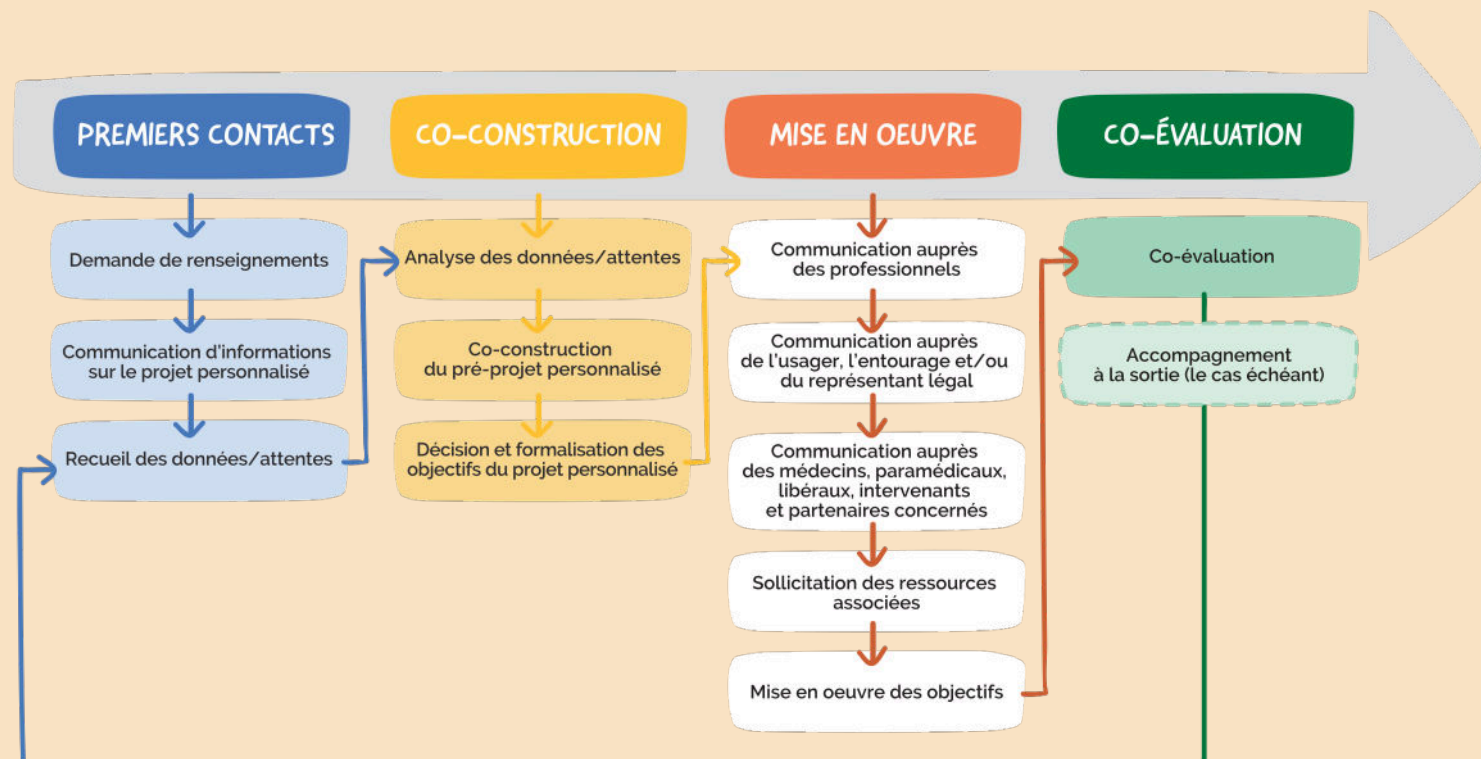 PREMIERS CONTACTS
CO-CONSTRUCTION
MISE EN OEUVRE
CO-ÉVALUATION
Demande de renseignements
Communication d'informations
sur le projet personnalisé
Recueil des données/attentes
Analyse des données/attentes
Co-construction
du pré-projet personnalisé
Décision et formalisation des
objectifs du projet personnalisé
Communication auprès
des professionnels
Communication auprès
de l'usager, l'entourage et/ou
du représentant légal
Communication auprès
des médecins, paramédicaux,
libéraux, intervenants
et partenaires concernés
Sollicitation des ressources
associées
Mise en oeuvre des objectifs
Co-évaluation
Accompagnement
à la sortie (le cas échéant)